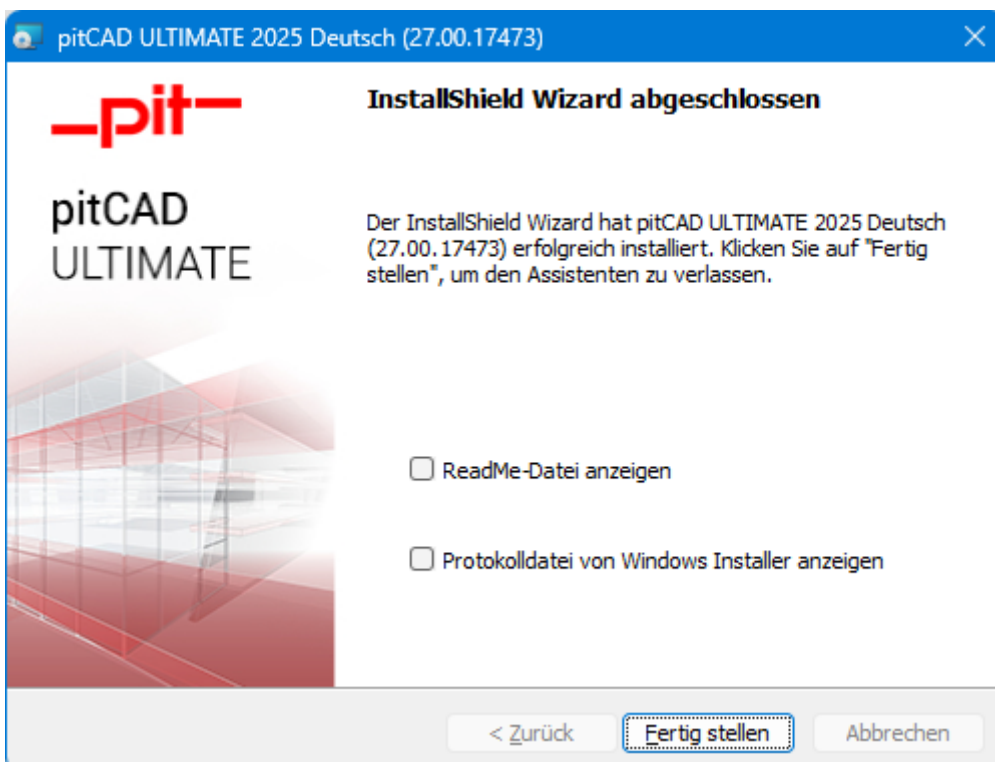 pitCAD ULTIMATE 2025 Deutsch (27.00.17473)
pit
InstallShield Wizard abgeschlossen
pitCAD
ULTIMATE
Der InstallShield Wizard hat pitCAD ULTIMATE 2025 Deutsch
(27.00.17473) erfolgreich installiert. Klicken Sie auf "Fertig
stellen", um den Assistenten zu verlassen.
ReadMe-Datei anzeigen
Protokolldatei von Windows Installer anzeigen
< Zurück Fertig stellen Abbrechen